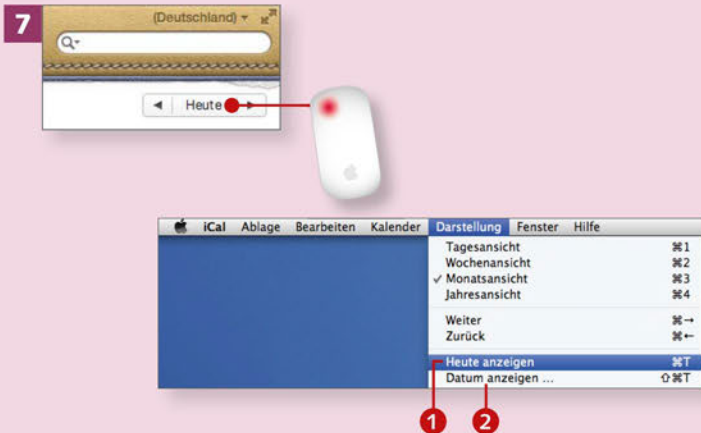 7
(Deutschland)
Heute
iCal Ablage Bearbeiten Kalender Darstellung Fenster Hilfe
Tagesansicht ⌘1
Wochenansicht ⌘2
✓ Monatsansicht ⌘3
Jahresansicht ⌘4
Weiter ⌘→
Zurück ⌘←
Heute anzeigen ⌘T
Datum anzeigen ... ⇧⌘T
1 2